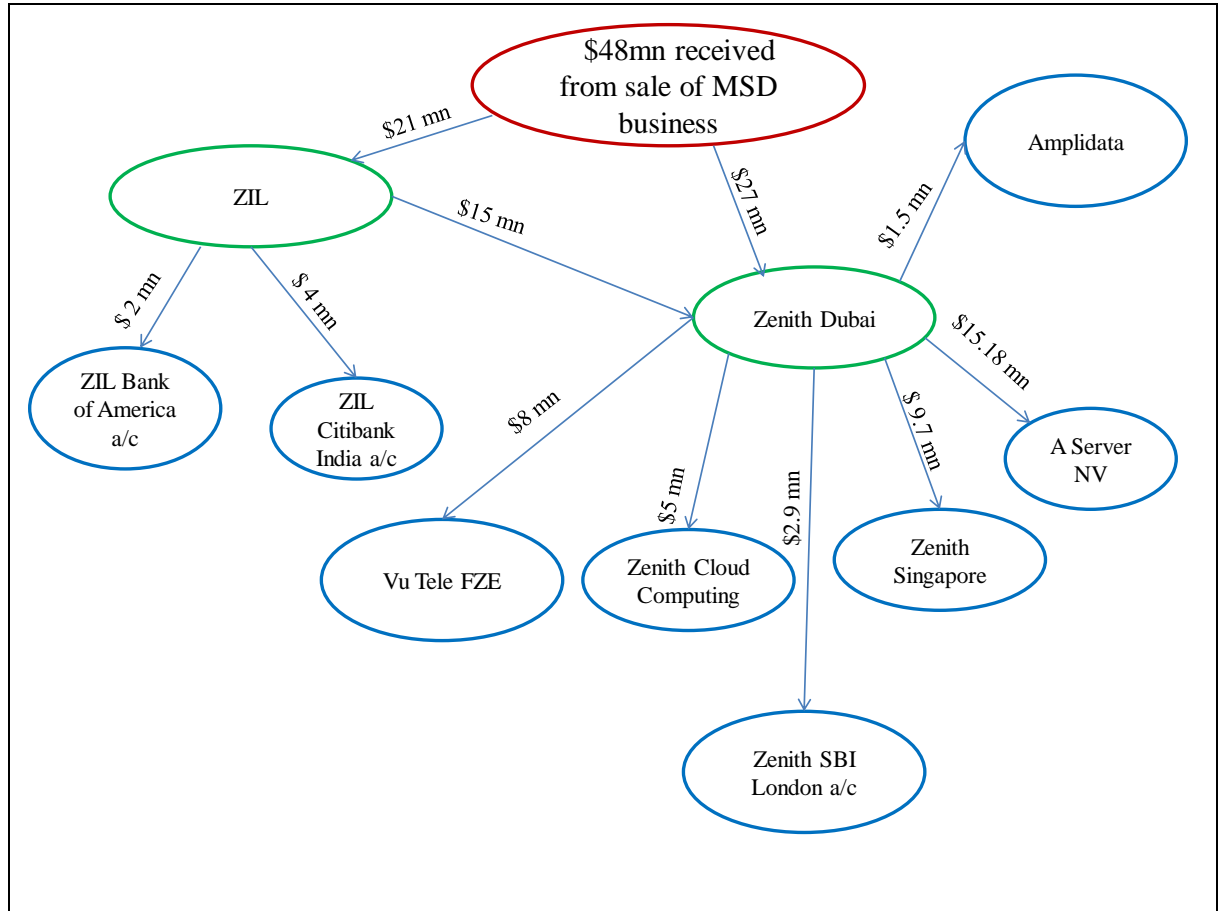 $48mn received
from sale of MSD
business
$21 mn
$27 mn
Amplidata
ZIL
$15 mn
$1.5 mn
Zenith Dubai
$ 2 mn
$ 4 mn
$15.18 mn
ZIL Bank
of America
a/c
ZIL
Citibank
India a/c
$8 mn
$5 mn
$2.9 mn
$ 9.7 mn
A Server
NV
Vu Tele FZE
Zenith Cloud
Computing
Zenith
Singapore
Zenith SBI
London a/c